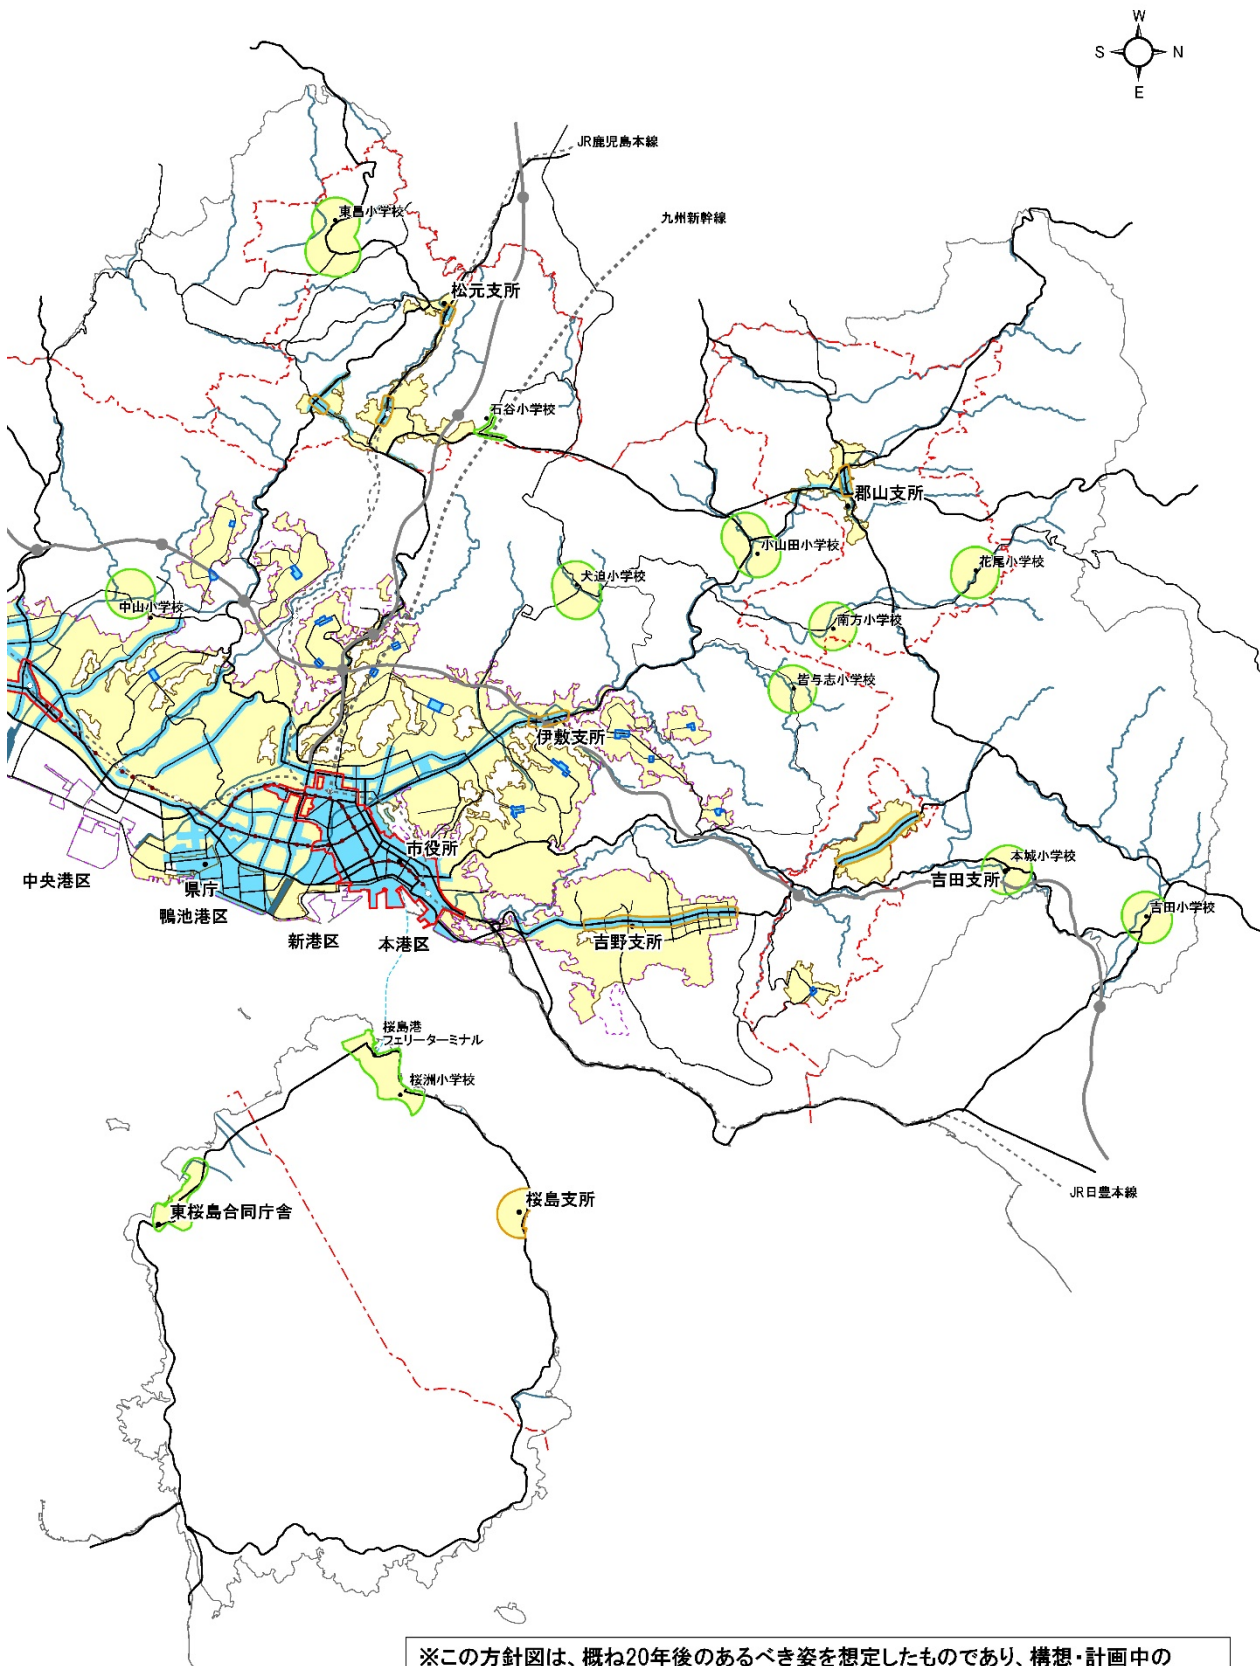 W
S N
E
JR鹿児島本線
九州新幹線
東昌小学校
松元支所
石谷小学校
郡山支所
小山田小学校
花尾小学校
犬迫小学校
中山小学校
南方小学校
皆与志小学校
伊敷支所
市役所
本城小学校
吉田支所
中央港区
県庁
鴨池港区
吉田小学校
新港区
本港区
吉野支所
桜島港
フェリーターミナル
桜洲小学校
JR日豊本線
桜島支所
東桜島合同庁舎
※この方針図は、概ね20年後のあるべき姿を想定したものであり、構想・計画中の